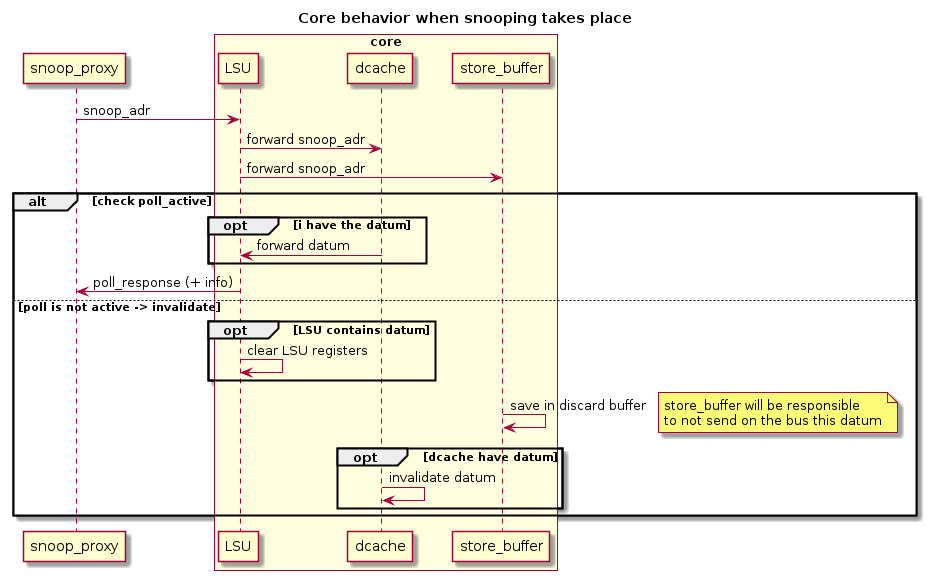 Core behavior when snooping takes place
core
snoop_proxy
LSU
dcache
store_buffer
snoop_adr
forward snoop_adr
forward snoop_adr
alt
[check poll_active]
opt
[i have the datum]
forward datum
poll_response (+ info)
[poll is not active -> invalidate]
opt
[LSU contains datum]
clear LSU registers
save in discard buffer
store_buffer will be responsible
to not send on the bus this datum
opt
[dcache have datum]
invalidate datum
snoop_proxy
LSU
dcache
store_buffer